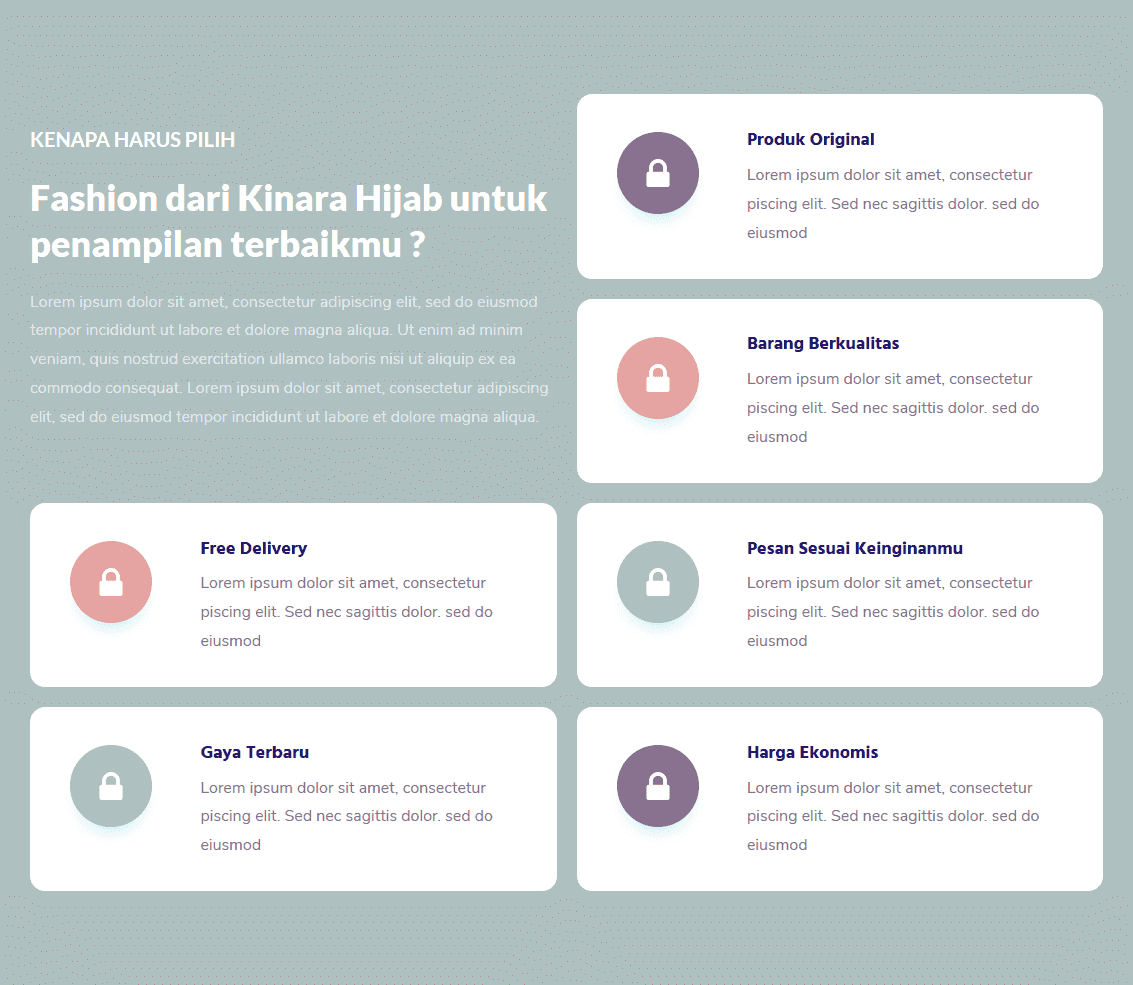 KENAPA HARUS PILIH
Fashion dari Kinara Hijab untuk
penampilan terbaikmu ?
Lorem ipsum dolor sit amet, consectetur adipiscing elit, sed do eiusmod
tempor incididunt ut labore et dolore magna aliqua. Ut enim ad minim
veniam, quis nostrud exercitation ullamco laboris nisi ut aliquip ex ea
commodo consequat. Lorem ipsum dolor sit amet, consectetur adipiscing
elit, sed do eiusmod tempor incididunt ut labore et dolore magna aliqua.
Produk Original
Lorem ipsum dolor sit amet, consectetur
piscing elit. Sed nec sagittis dolor. sed do
eiusmod
Barang Berkualitas
Lorem ipsum dolor sit amet, consectetur
piscing elit. Sed nec sagittis dolor. sed do
eiusmod
Free Delivery
Lorem ipsum dolor sit amet, consectetur
piscing elit. Sed nec sagittis dolor. sed do
eiusmod
Pesan Sesuai Keinginanmu
Lorem ipsum dolor sit amet, consectetur
piscing elit. Sed nec sagittis dolor. sed do
eiusmod
Gaya Terbaru
Lorem ipsum dolor sit amet, consectetur
piscing elit. Sed nec sagittis dolor. sed do
eiusmod
Harga Ekonomis
Lorem ipsum dolor sit amet, consectetur
piscing elit. Sed nec sagittis dolor. sed do
eiusmod